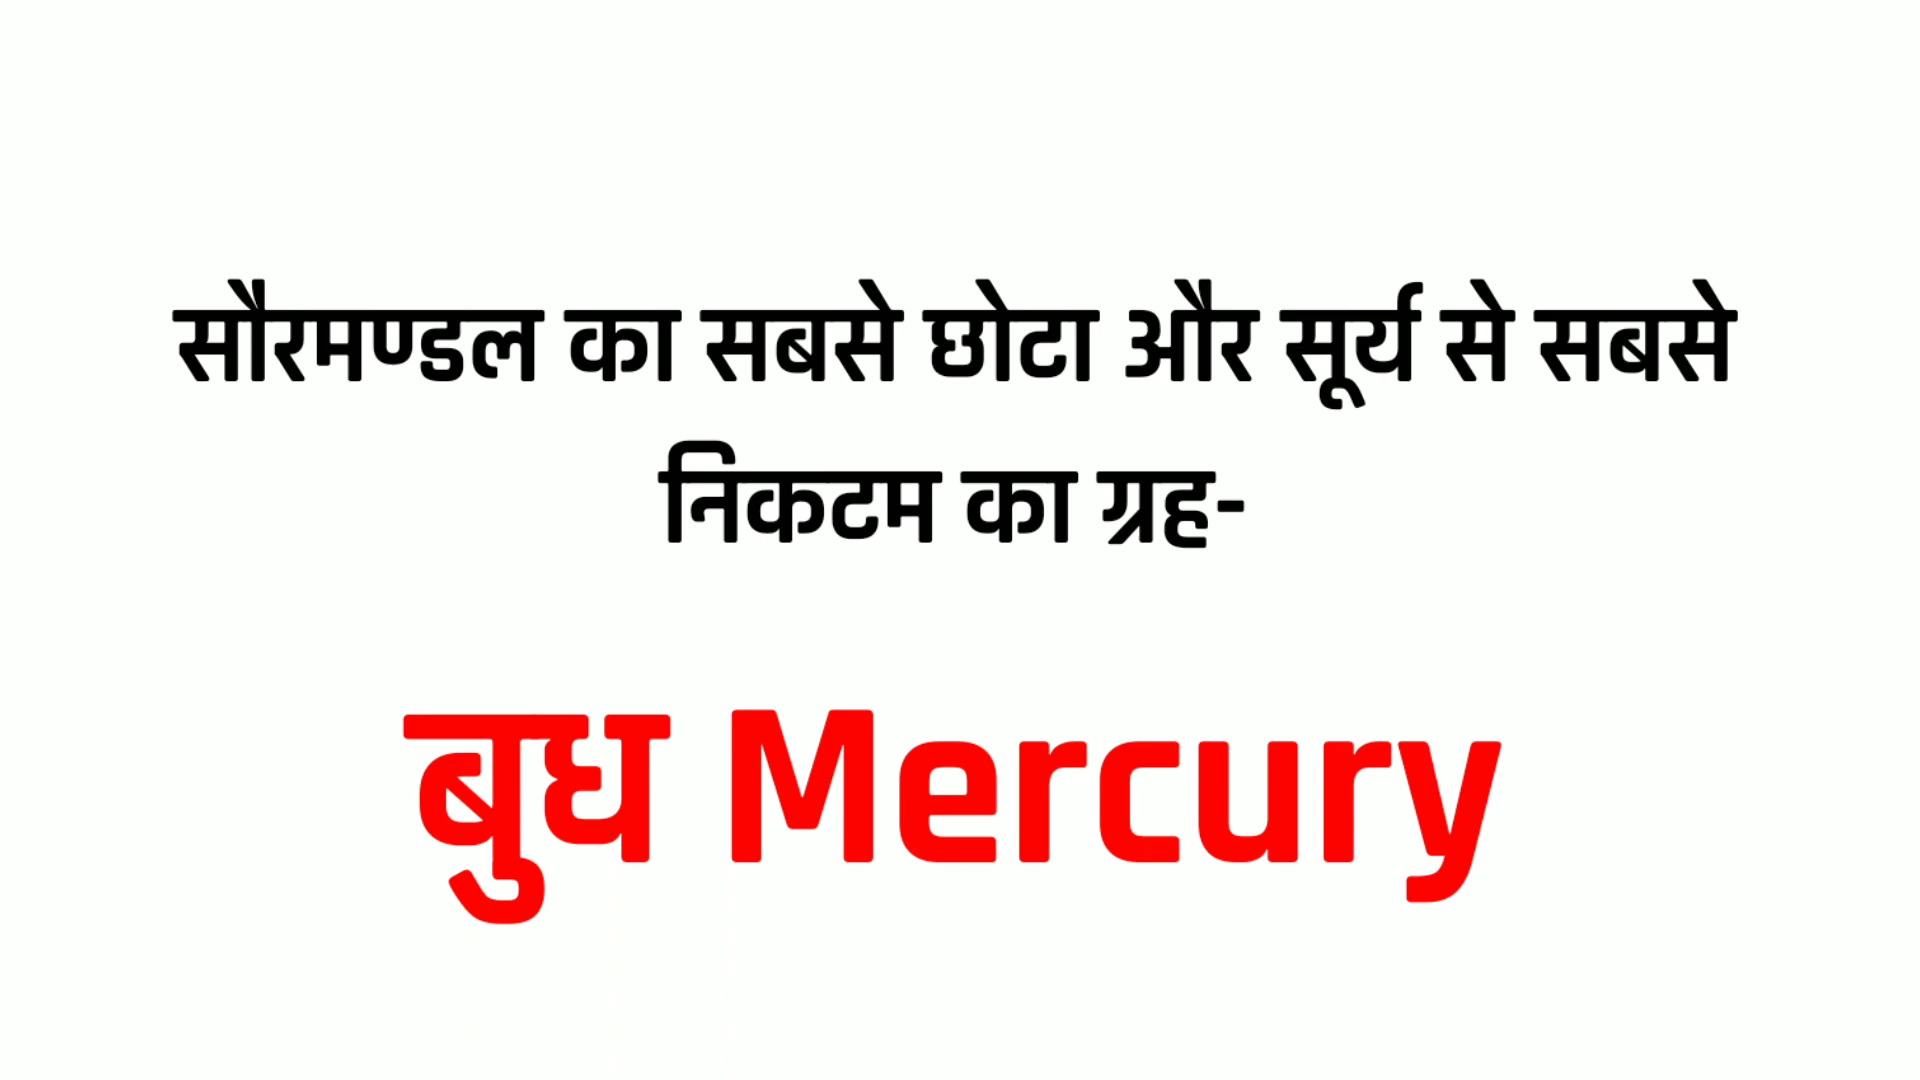 सौरमण्डल का सबसे छोटा और सूर्य से सबसे
निकटम का ग्रह-
बुध Mercury